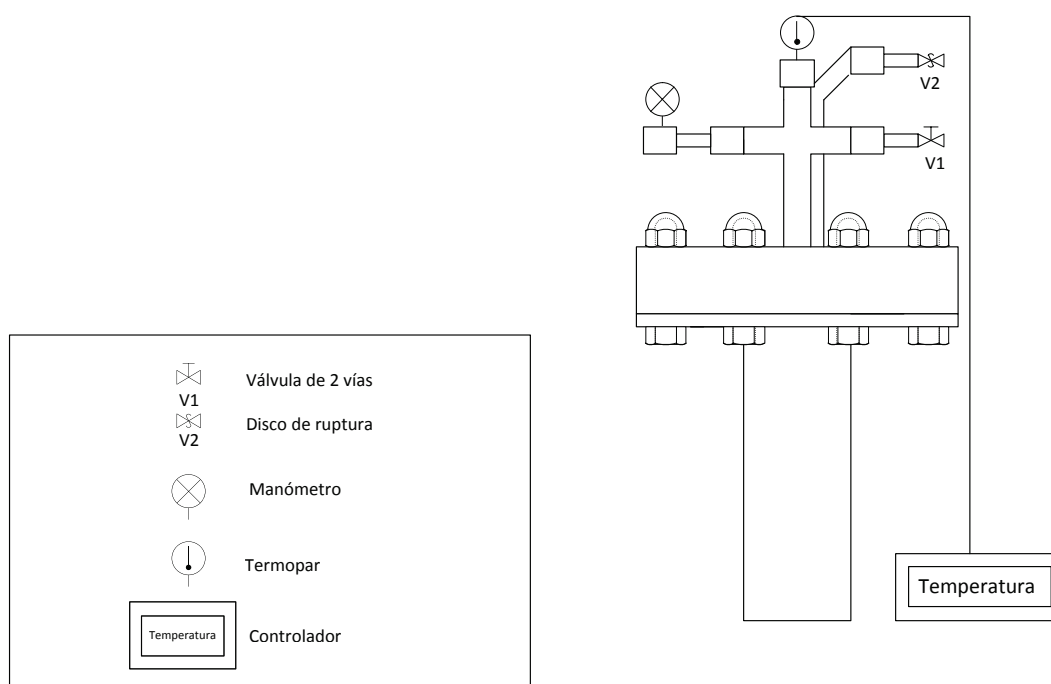 V2
V1
Válvula de 2 vías
V1
Disco de ruptura
V2
Manómetro
Termopar
Temperatura
Controlador
Temperatura